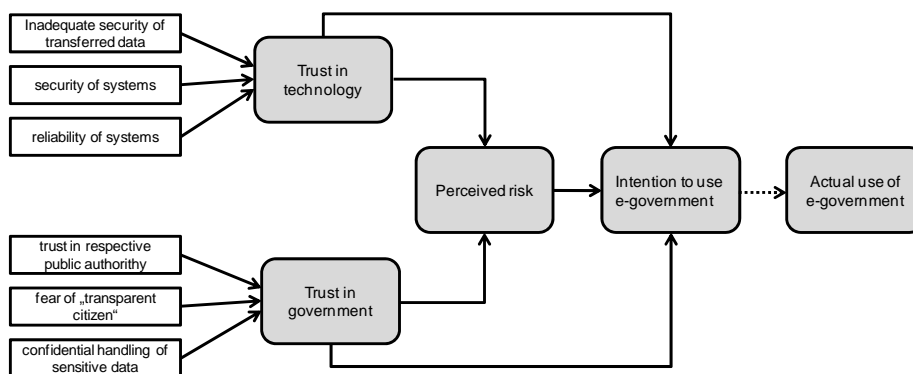 Inadequate security of
transferred data
security of systems
reliability of systems
Trust in
technology
Perceived risk
Intention to use
e-government
Actual use of
e-government
trust in respective
public authorithy
fear of „transparent
citizen“
confidential handling of
sensitive data
Trust in
government